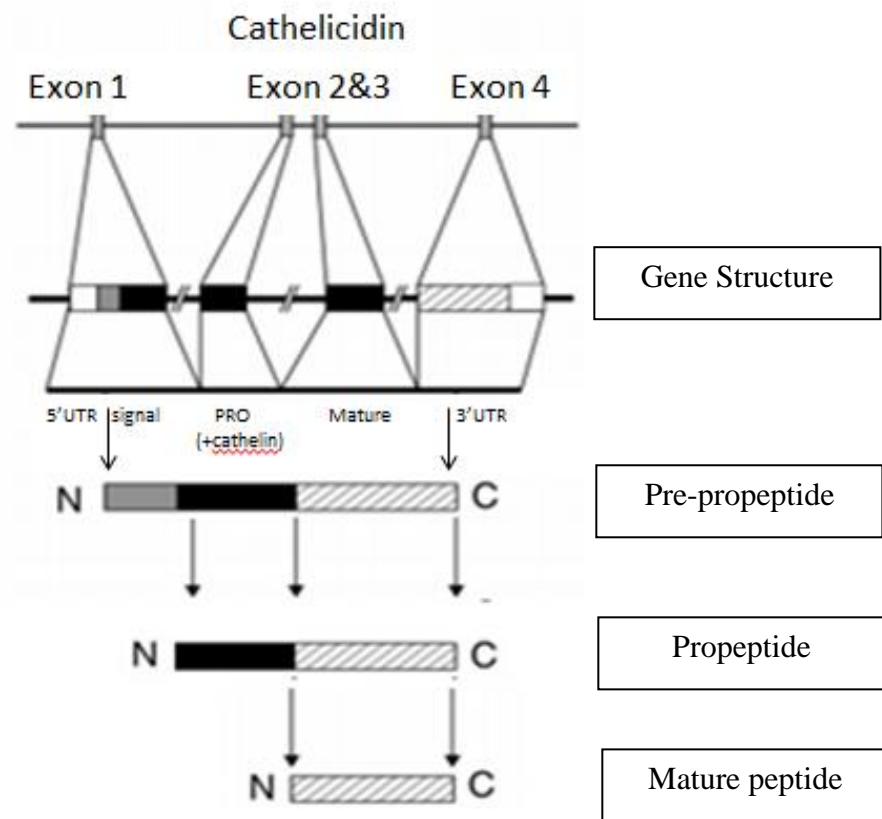 Cathelicidin
Exon 1 Exon 2&3 Exon 4
Gene Structure
5'UTR signal PRO Mature 3'UTR
(+cathelin)
N C Pre-propeptide
N C Propeptide
N C Mature peptide